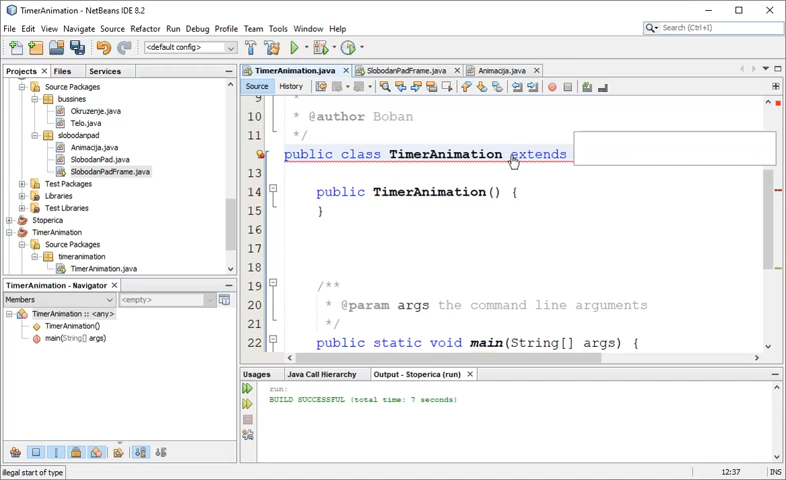 TimerAnimation - NetBeans IDE 8.2
File Edit View Navigate Source Refactor Run Debug Profile Team Tools Window Help
Search (Ctrl+I)
<default config>
Projects Files Services
TimerAnimation.java SlobodanPadFrame.java Animacija.java
Source History
Source Packages
bussines
Okruzenje.java
Telo.java
slobodanpad
Animacija.java
SlobodanPad.java
SlobodanPadFrame.java
Test Packages
Libraries
Test Libraries
Stoperica
TimerAnimation
Source Packages
timeranimation
TimerAnimation.java
9 *
10 * @author Boban
11 */
public class TimerAnimation extends
13
14 public TimerAnimation() {
15 }
16
17
18
19 /**
20 * @param args the command line arguments
21 */
22 public static void main(String[] args) {
TimerAnimation - Navigator
Members <empty>
TimerAnimation :: <any>
TimerAnimation()
main(String[] args)
Usages Java Call Hierarchy Output - Stoperica (run)
run:
BUILD SUCCESSFUL (total time: 7 seconds)
illegal start of type
12:37 INS